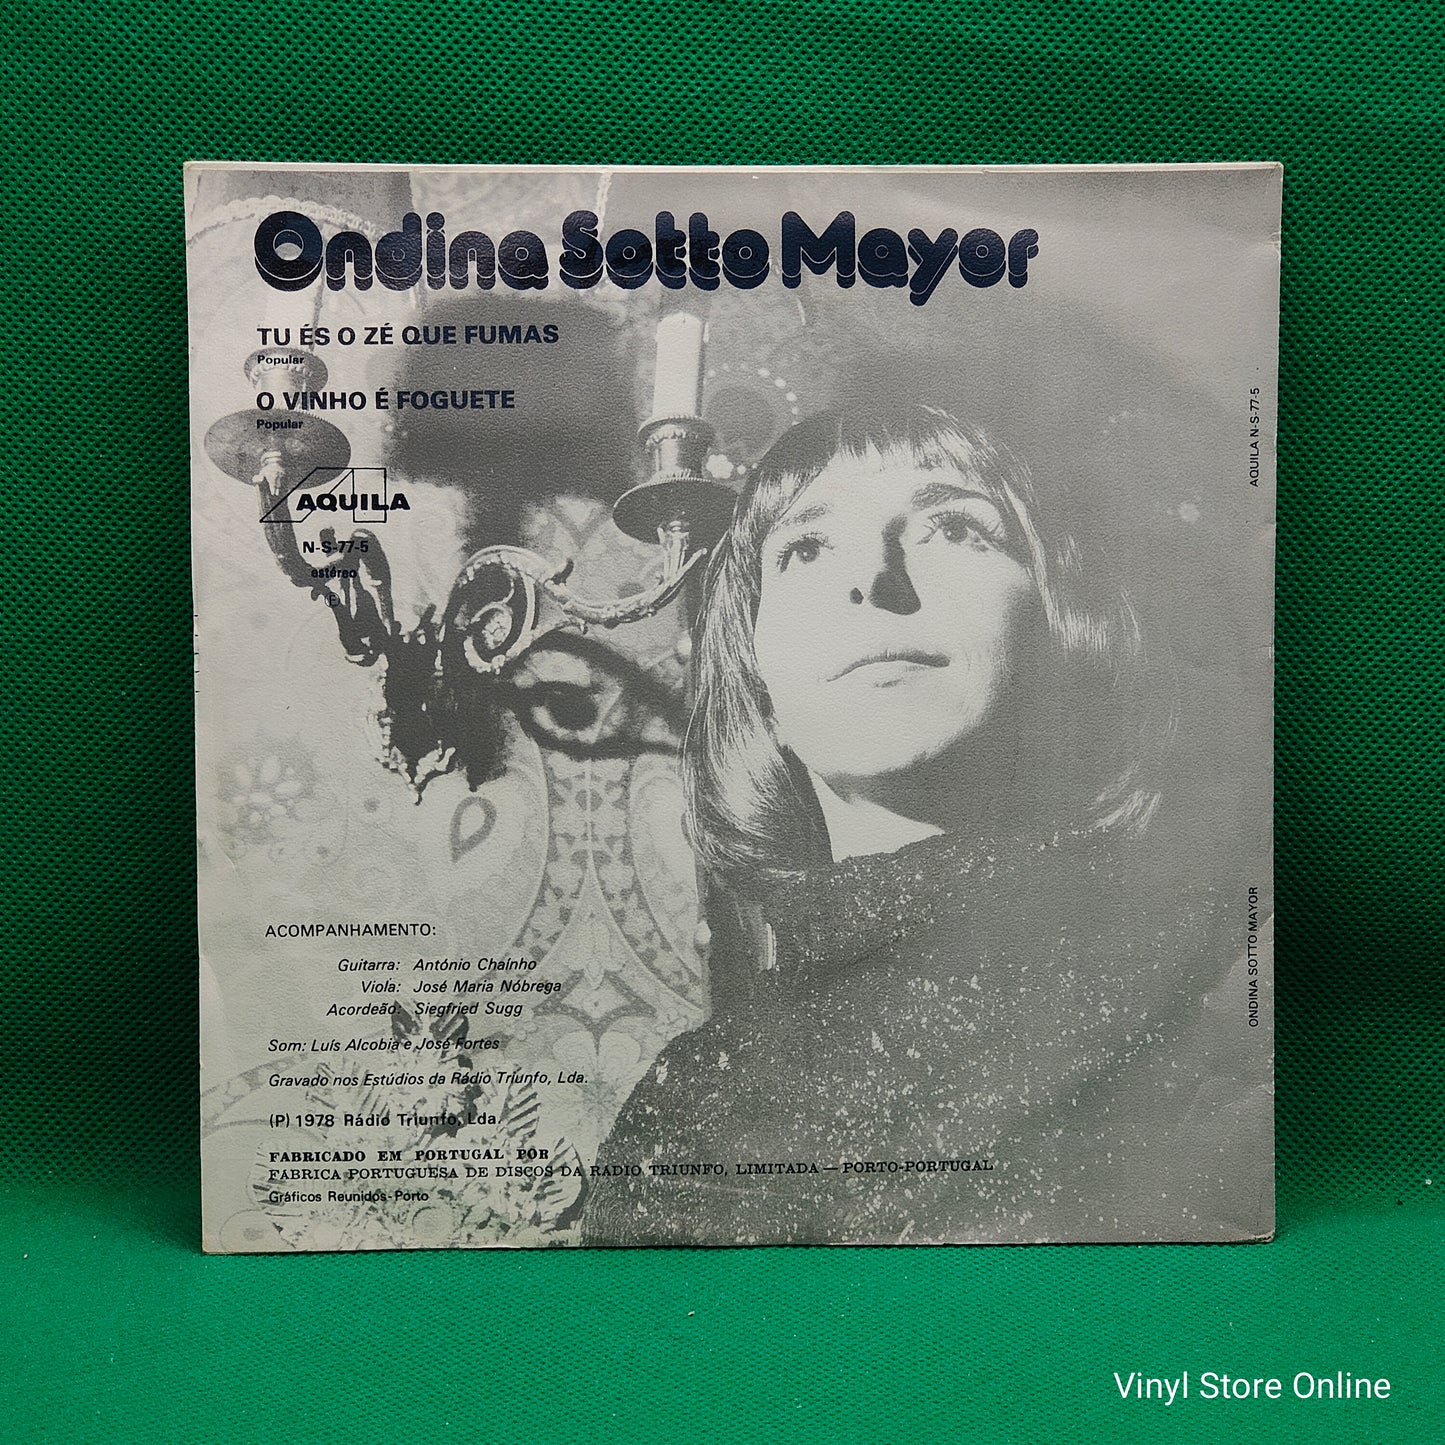 Ondina Sotto Mayor
TU ÉS O ZÉ QUE FUMAS
Popular
O VINHO É FOGUETE
Popular
AQUILA
N-S-77-5
estéreo
AQUILA N-S-77-5
ONDINA SOTTO MAYOR
ACOMPANHAMENTO:
Guitarra: António Chaínho
Viola: José Maria Nóbrega
Acordeão: Siegfried Sugg
Som: Luís Alcobia e José Fortes
Gravado nos Estúdios da Rádio Triunfo, Lda.
(P) 1978 Rádio Triunfo, Lda.
FABRICADO EM PORTUGAL POR
FABRICA PORTUGUESA DE DISCOS DA RADIO TRIUNFO, LIMITADA — PORTO-PORTUGAL
Gráficos Reunidos-Porto
Vinyl Store Online